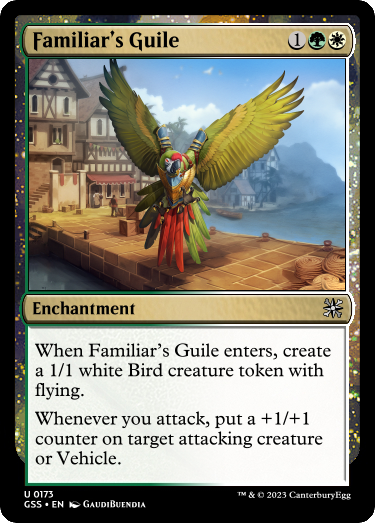 Familiar's Guile 1
Enchantment
When Familiar's Guile enters, create
a 1/1 white Bird creature token with
flying.
Whenever you attack, put a +1/+1
counter on target attacking creature
or Vehicle.
U 0173
GSS • EN GaudiBuendia
™ & © 2023 CanterburyEgg